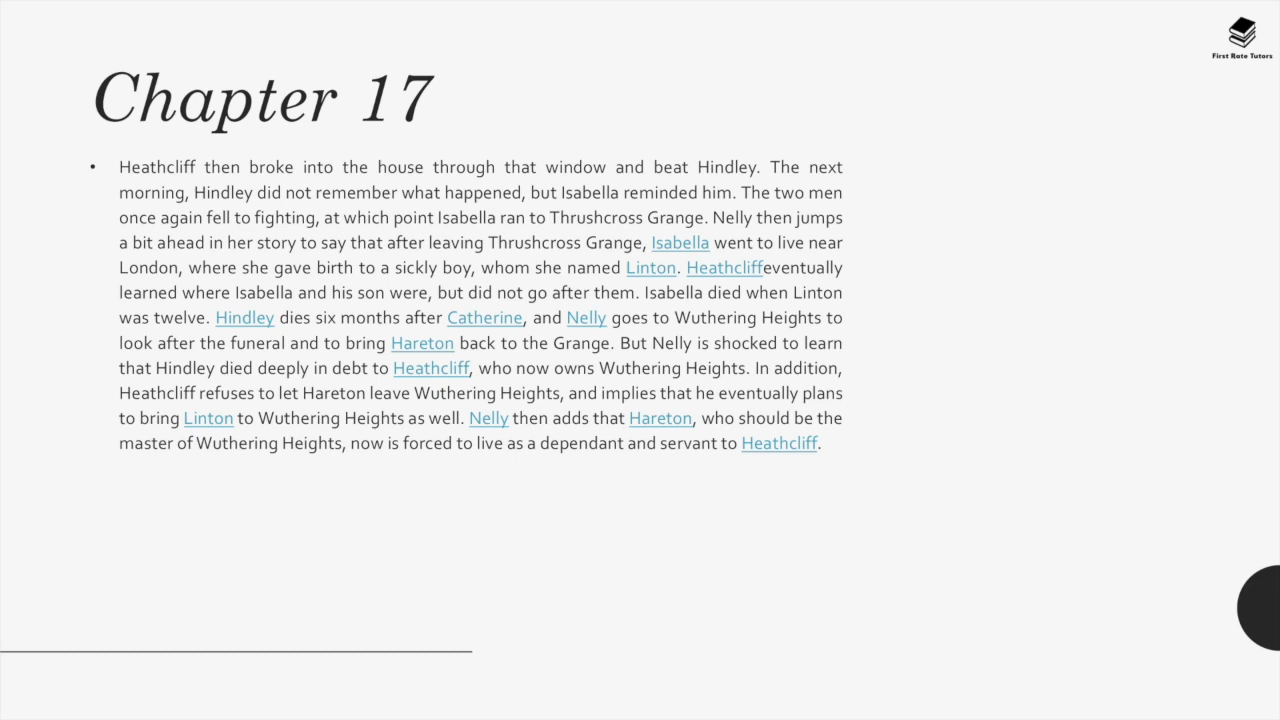 First Rate Tutors
Chapter 17
• Heathcliff then broke into the house through that window and beat Hindley. The next
morning, Hindley did not remember what happened, but Isabella reminded him. The two men
once again fell to fighting, at which point Isabella ran to Thrushcross Grange. Nelly then jumps
a bit ahead in her story to say that after leaving Thrushcross Grange, Isabella went to live near
London, where she gave birth to a sickly boy, whom she named Linton. Heathcliffeventually
learned where Isabella and his son were, but did not go after them. Isabella died when Linton
was twelve. Hindley dies six months after Catherine, and Nelly goes to Wuthering Heights to
look after the funeral and to bring Hareton back to the Grange. But Nelly is shocked to learn
that Hindley died deeply in debt to Heathcliff, who now owns Wuthering Heights. In addition,
Heathcliff refuses to let Hareton leave Wuthering Heights, and implies that he eventually plans
to bring Linton to Wuthering Heights as well. Nelly then adds that Hareton, who should be the
master of Wuthering Heights, now is forced to live as a dependant and servant to Heathcliff.